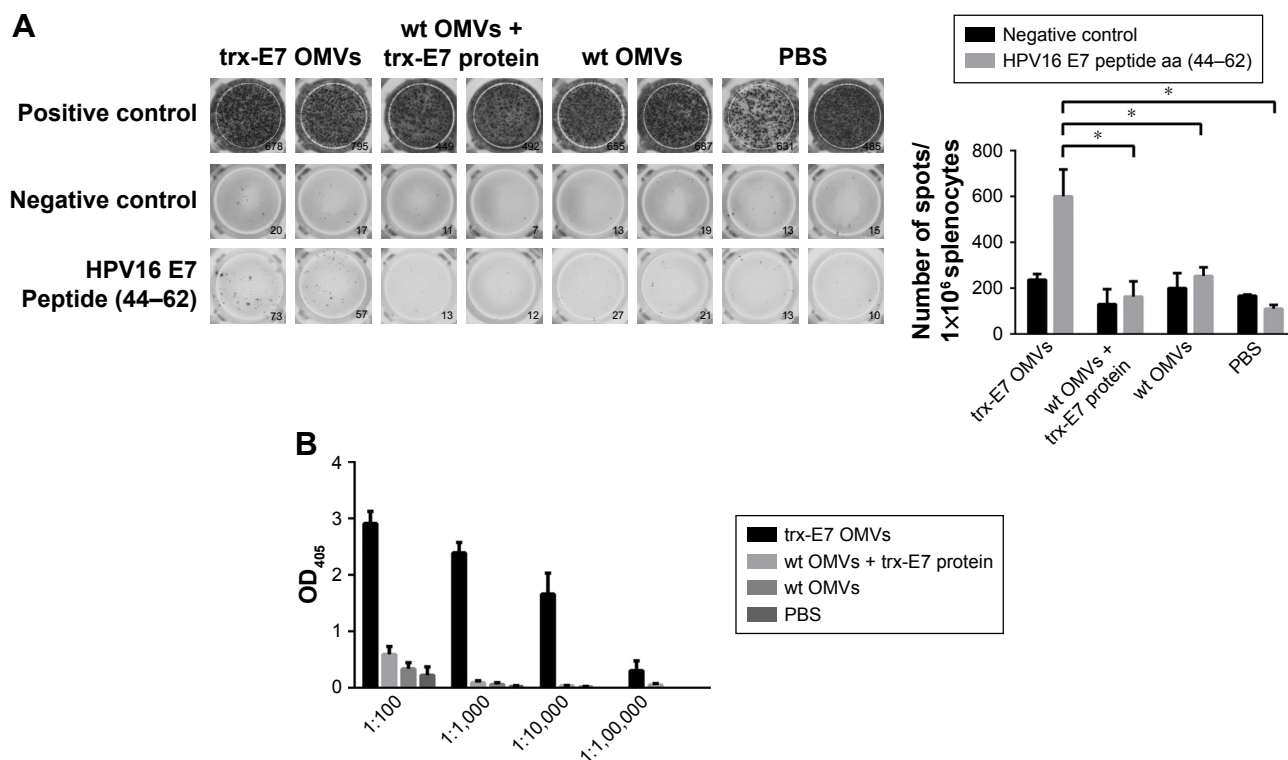 A
trx-E7 OMVs
wt OMVs +
trx-E7 protein
wt OMVs
PBS
Positive control
678 795 449 492 655 687 631 485
Negative control
20 17 11 7 13 19 13 15
HPV16 E7
Peptide (44–62)
73 57 13 12 27 21 13 10
Negative control
HPV16 E7 peptide aa (44–62)
*
*
*
Number of spots/
1×10⁶ splenocytes
800
600
400
200
0
trx-E7 OMVs
wt OMVs +
trx-E7 protein
wt OMVs
PBS
B
OD₄₀₅
4
3
2
1
0
1:100
1:1,000
1:10,000
1:1,00,000
trx-E7 OMVs
wt OMVs + trx-E7 protein
wt OMVs
PBS